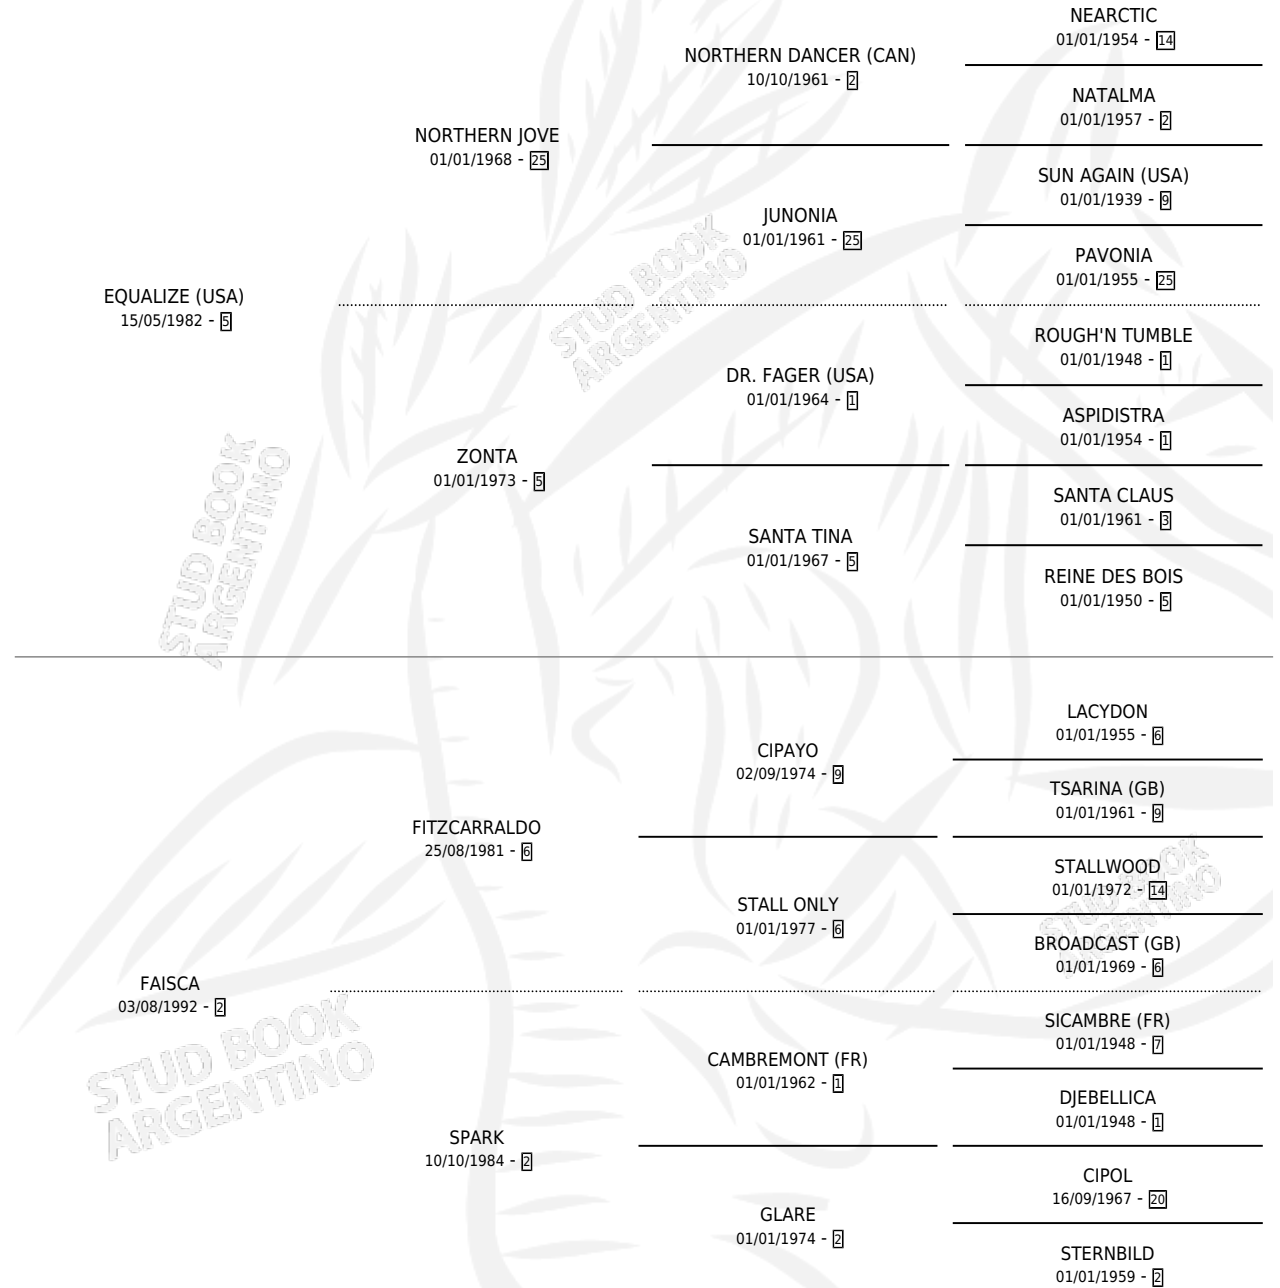 NEARCTIC
01/01/1954 - 14
NORTHERN DANCER (CAN)
10/10/1961 - 2
NATALMA
01/01/1957 - 2
NORTHERN JOVE
01/01/1968 - 25
SUN AGAIN (USA)
01/01/1939 - 9
JUNONIA
01/01/1961 - 25
PAVONIA
01/01/1955 - 25
EQUALIZE (USA)
15/05/1982 - 5
ROUGH'N TUMBLE
01/01/1948 - 1
DR. FAGER (USA)
01/01/1964 - 1
ASPIDISTRA
01/01/1954 - 1
ZONTA
01/01/1973 - 5
SANTA CLAUS
01/01/1961 - 3
SANTA TINA
01/01/1967 - 5
REINE DES BOIS
01/01/1950 - 5
LACYDON
01/01/1955 - 6
CIPAYO
02/09/1974 - 9
TSARINA (GB)
01/01/1961 - 9
FITZCARRALDO
25/08/1981 - 6
STALLWOOD
01/01/1972 - 14
STALL ONLY
01/01/1977 - 6
BROADCAST (GB)
01/01/1969 - 6
FAISCA
03/08/1992 - 2
SICAMBRE (FR)
01/01/1948 - 7
CAMBREMONT (FR)
01/01/1962 - 1
DJEBELLICA
01/01/1948 - 1
SPARK
10/10/1984 - 2
CIPOL
16/09/1967 - 20
GLARE
01/01/1974 - 2
STERNBILD
01/01/1959 - 2
STUD BOOK
ARGENTINO
STUD BOOK
ARGENTINO
STUD BOOK
ARGENTINO
STUD BOOK
ARGENTINO